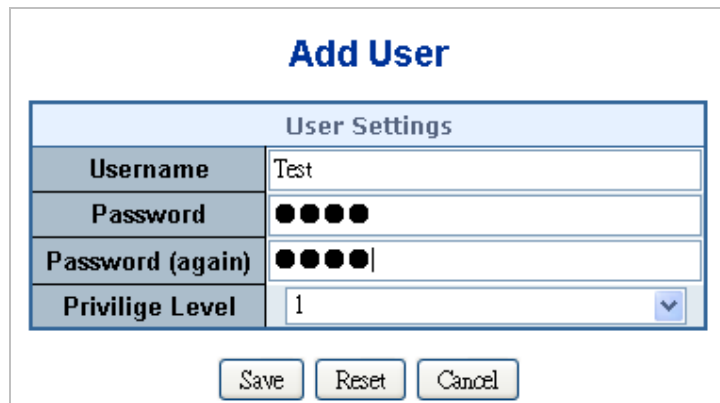 Add User
User Settings
Username Test
Password ●●●●
Password (again) ●●●●
Privilige Level 1
Save Reset Cancel